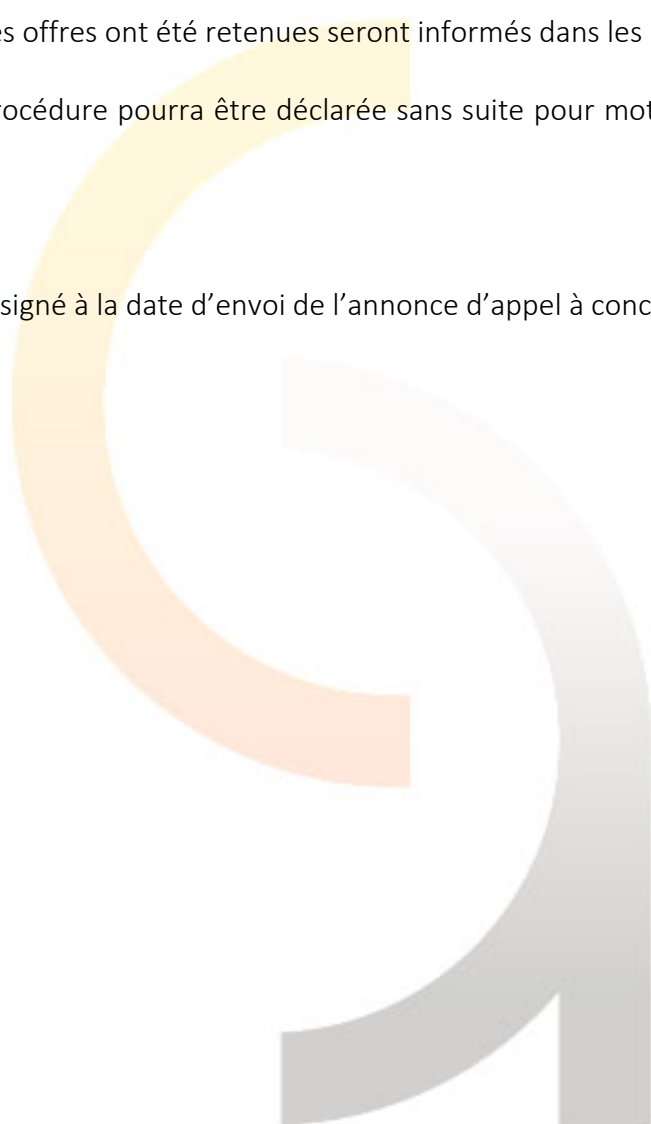 es offres ont été retenues seront informés dans les
rocédure pourra être déclarée sans suite pour mot
signé à la date d’envoi de l’annonce d’appel à conc